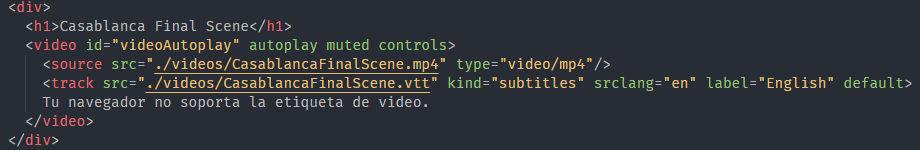 <div>
<h1>Casablanca Final Scene</h1>
<video id="videoAutoplay" autoplay muted controls>
<source src="./videos/CasablancaFinalScene.mp4" type="video/mp4"/>
<track src="./videos/CasablancaFinalScene.vtt" kind="subtitles" srclang="en" label="English" default>
Tu navegador no soporta la etiqueta de video.
</video>
</div>